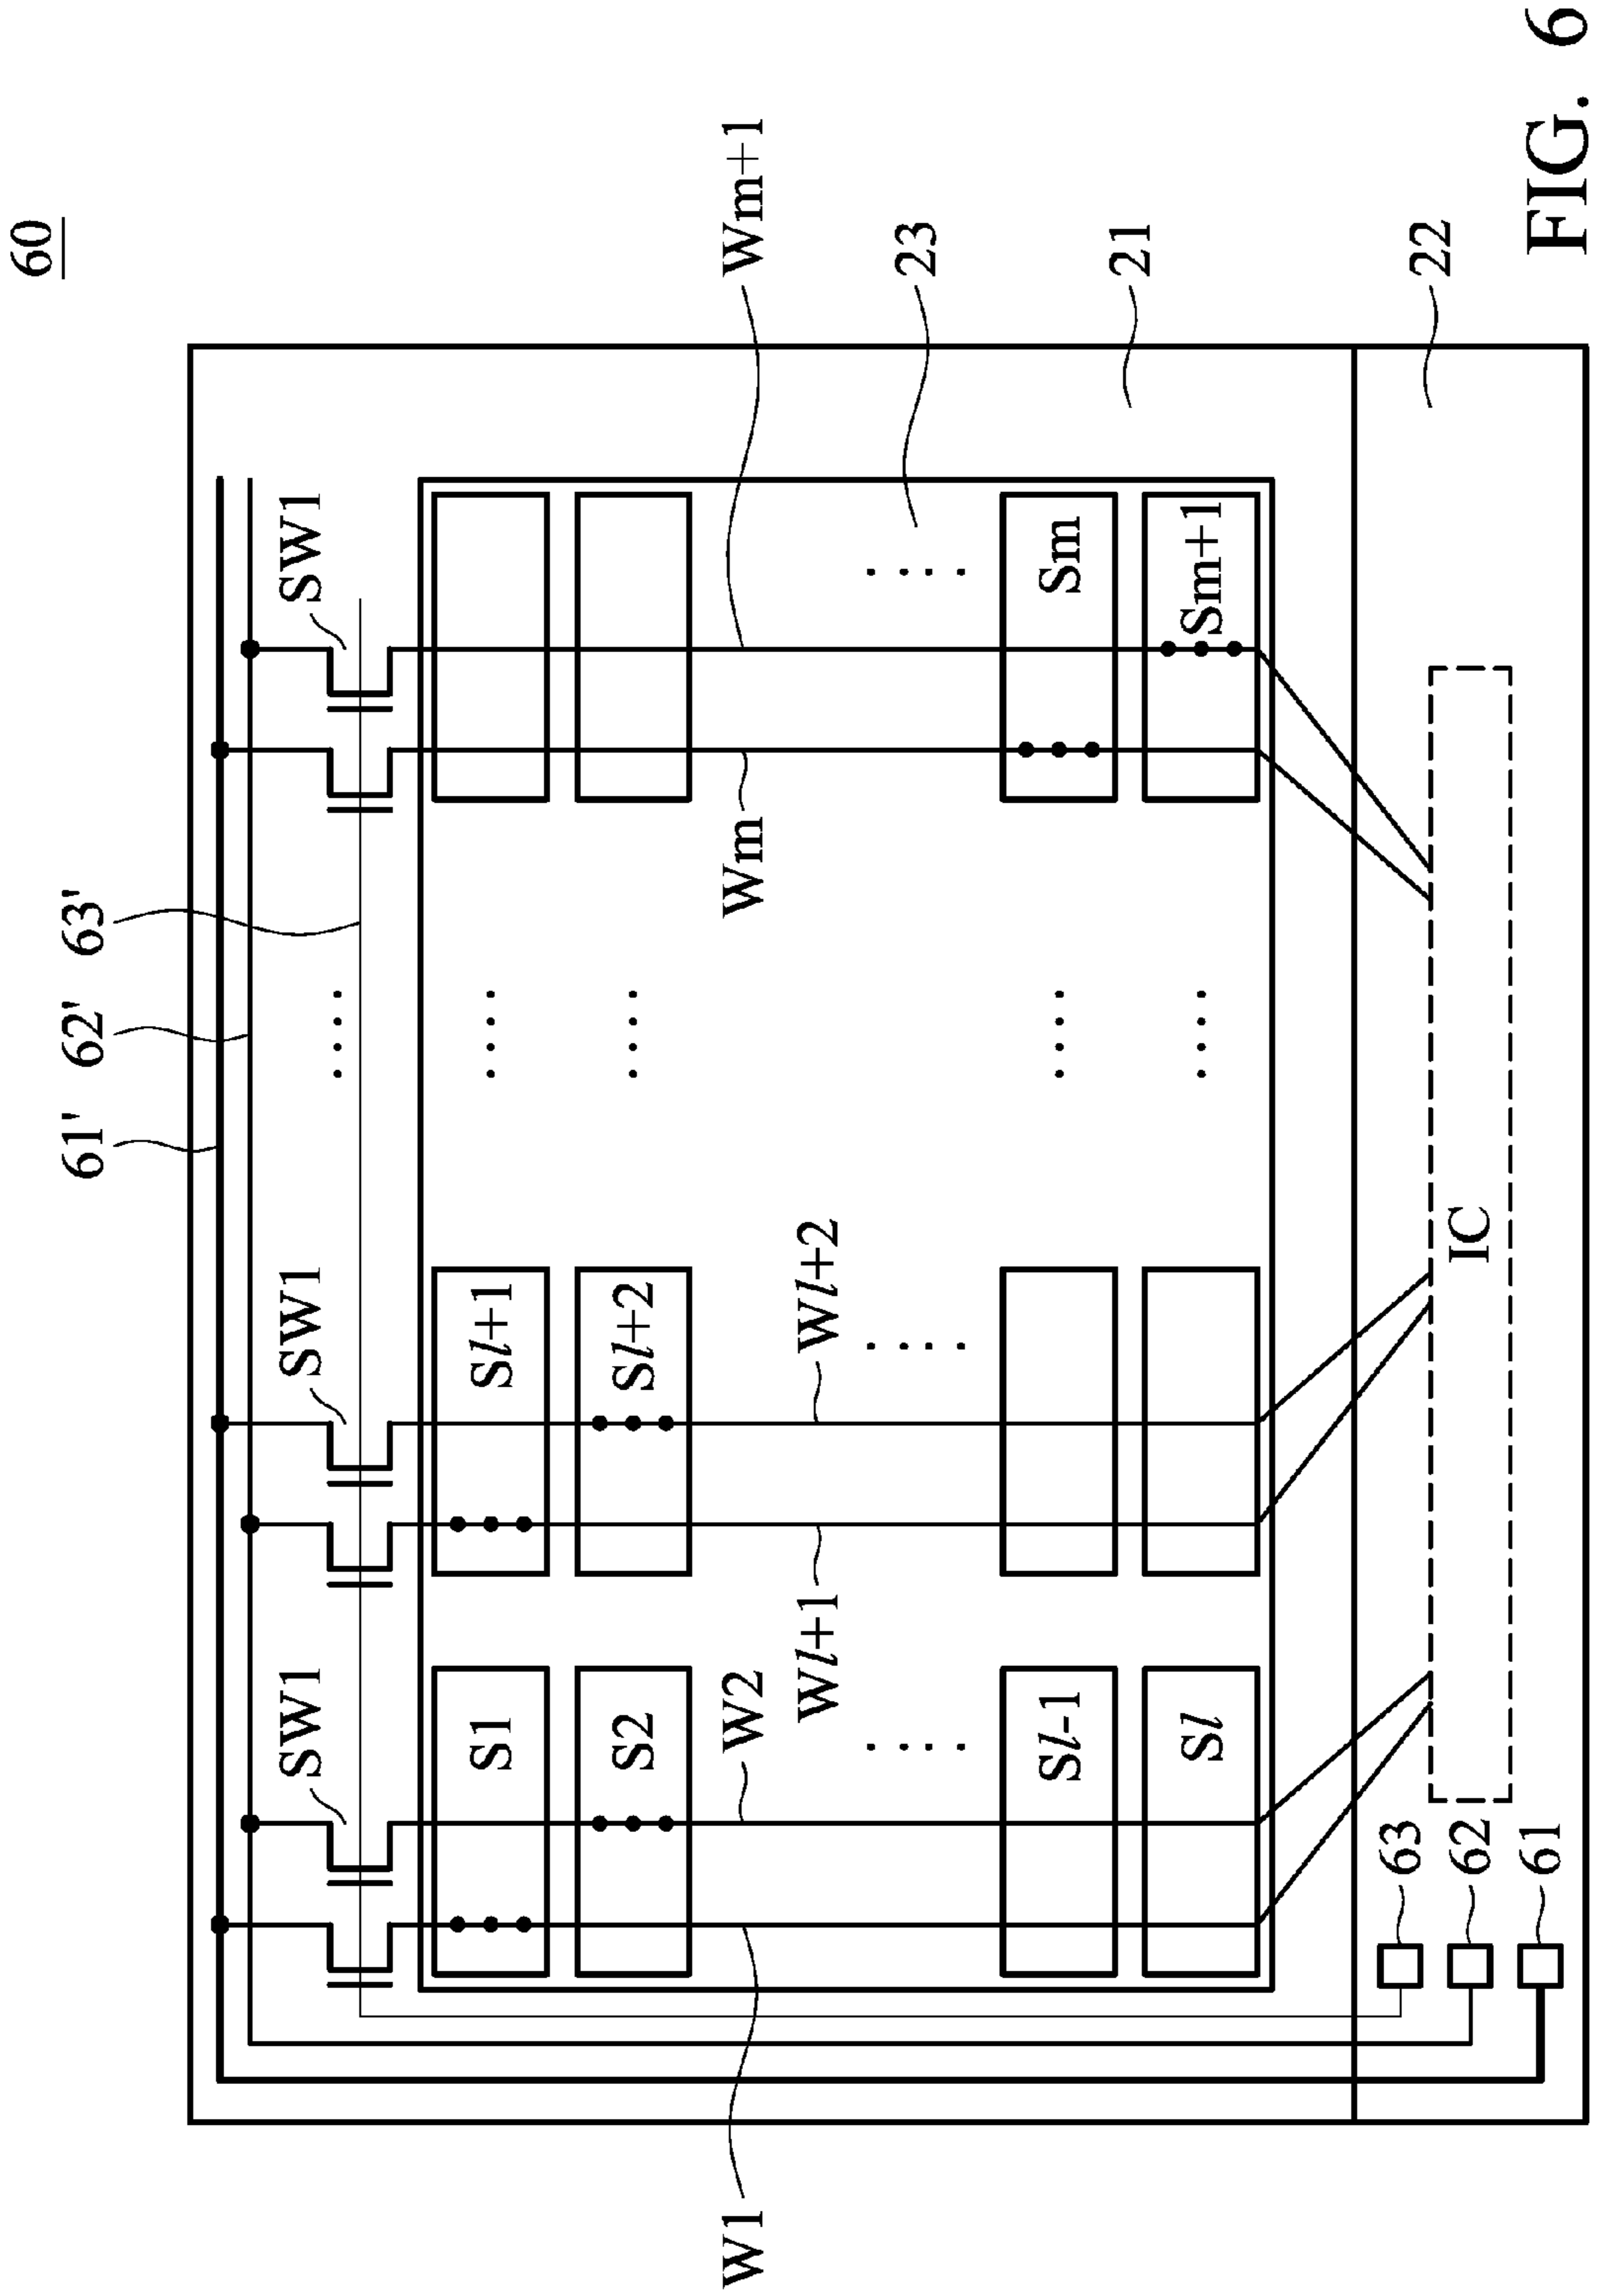 60
61' 62' 63'
SW1 SW1 SW1
S1 Sl+1
S2 Sl+2
W1 W2 Wm Wm+1
Wl+1 Wl+2
23
Sl-1 Sm
Sl Sm+1
21
63
62 IC 22
61
FIG. 6